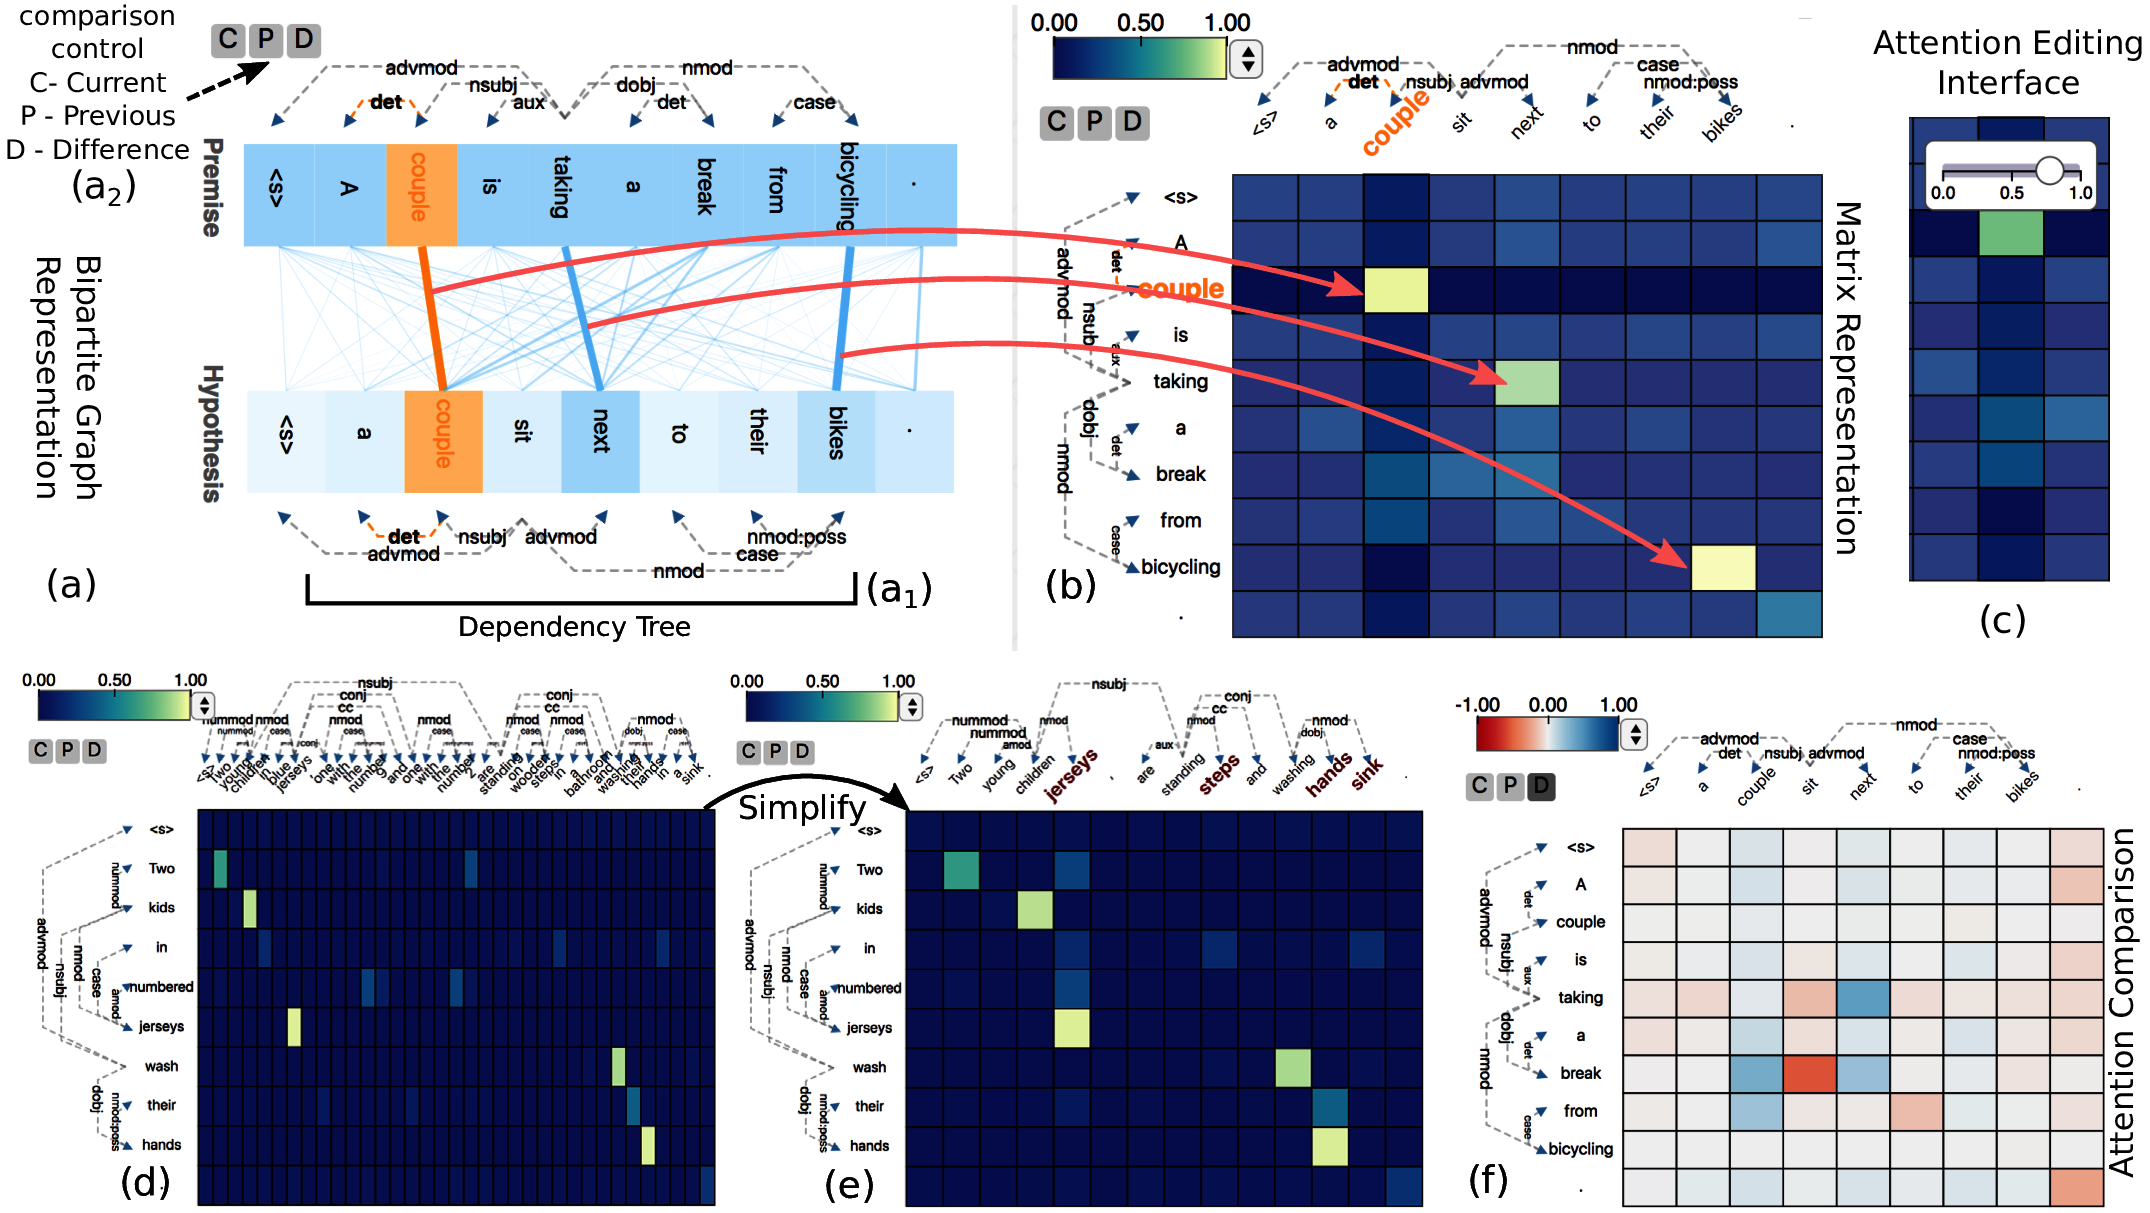 comparison
control
C- Current
P - Previous
D - Difference
(a2)
C P D
advmod
nsubj
aux
det
dobj
det
nmod
case
Premise
<s> A couple is taking a break from bicycling .
Bipartite Graph
Representation
Hypothesis
<s> a couple sit next to their bikes .
det
advmod
nsubj
advmod
nmod:poss
case
nmod
(a)
(a1)
Dependency Tree
0.00 0.50 1.00
C P D
nmod
advmod
case
det
nsubj
advmod
nmod:poss
<s> a couple sit next to their bikes .
<s>
A
couple
is
taking
a
break
from
bicycling
.
advmod
det
nsubj
aux
dobj
det
nmod
case
(b)
Matrix Representation
Attention Editing
Interface
0.0 0.5 1.0
(c)
0.00 0.50 1.00
C P D
nsubj
conj
cc
nummod
nmod
nmod
nmod
nummod
case
case
case
conj
conj
cc
nmod
nmod
nmod
case
case
dobj
case
<s> Two young children in blue jerseys , one with the number 9 and one with the number 2 are standing on wooden steps in a bathroom and washing their hands in a sink .
<s>
Two
kids
in
numbered
jerseys
wash
their
hands
.
advmod
nummod
nsubj
nmod
case
amod
dobj
nmod:poss
(d)
Simplify
0.00 0.50 1.00
C P D
nsubj
conj
cc
nummod
nummod
amod
nmod
aux
nmod
nmod
dobj
<s> Two young children jerseys , are standing steps and washing hands sink .
<s>
Two
kids
in
numbered
jerseys
wash
their
hands
advmod
nummod
nsubj
nmod
case
amod
dobj
nmod:poss
(e)
-1.00 0.00 1.00
C P D
nmod
advmod
case
det
nsubj
advmod
nmod:poss
<s> a couple sit next to their bikes .
<s>
A
couple
is
taking
a
break
from
bicycling
.
advmod
det
nsubj
aux
dobj
det
nmod
case
(f)
Attention Comparison